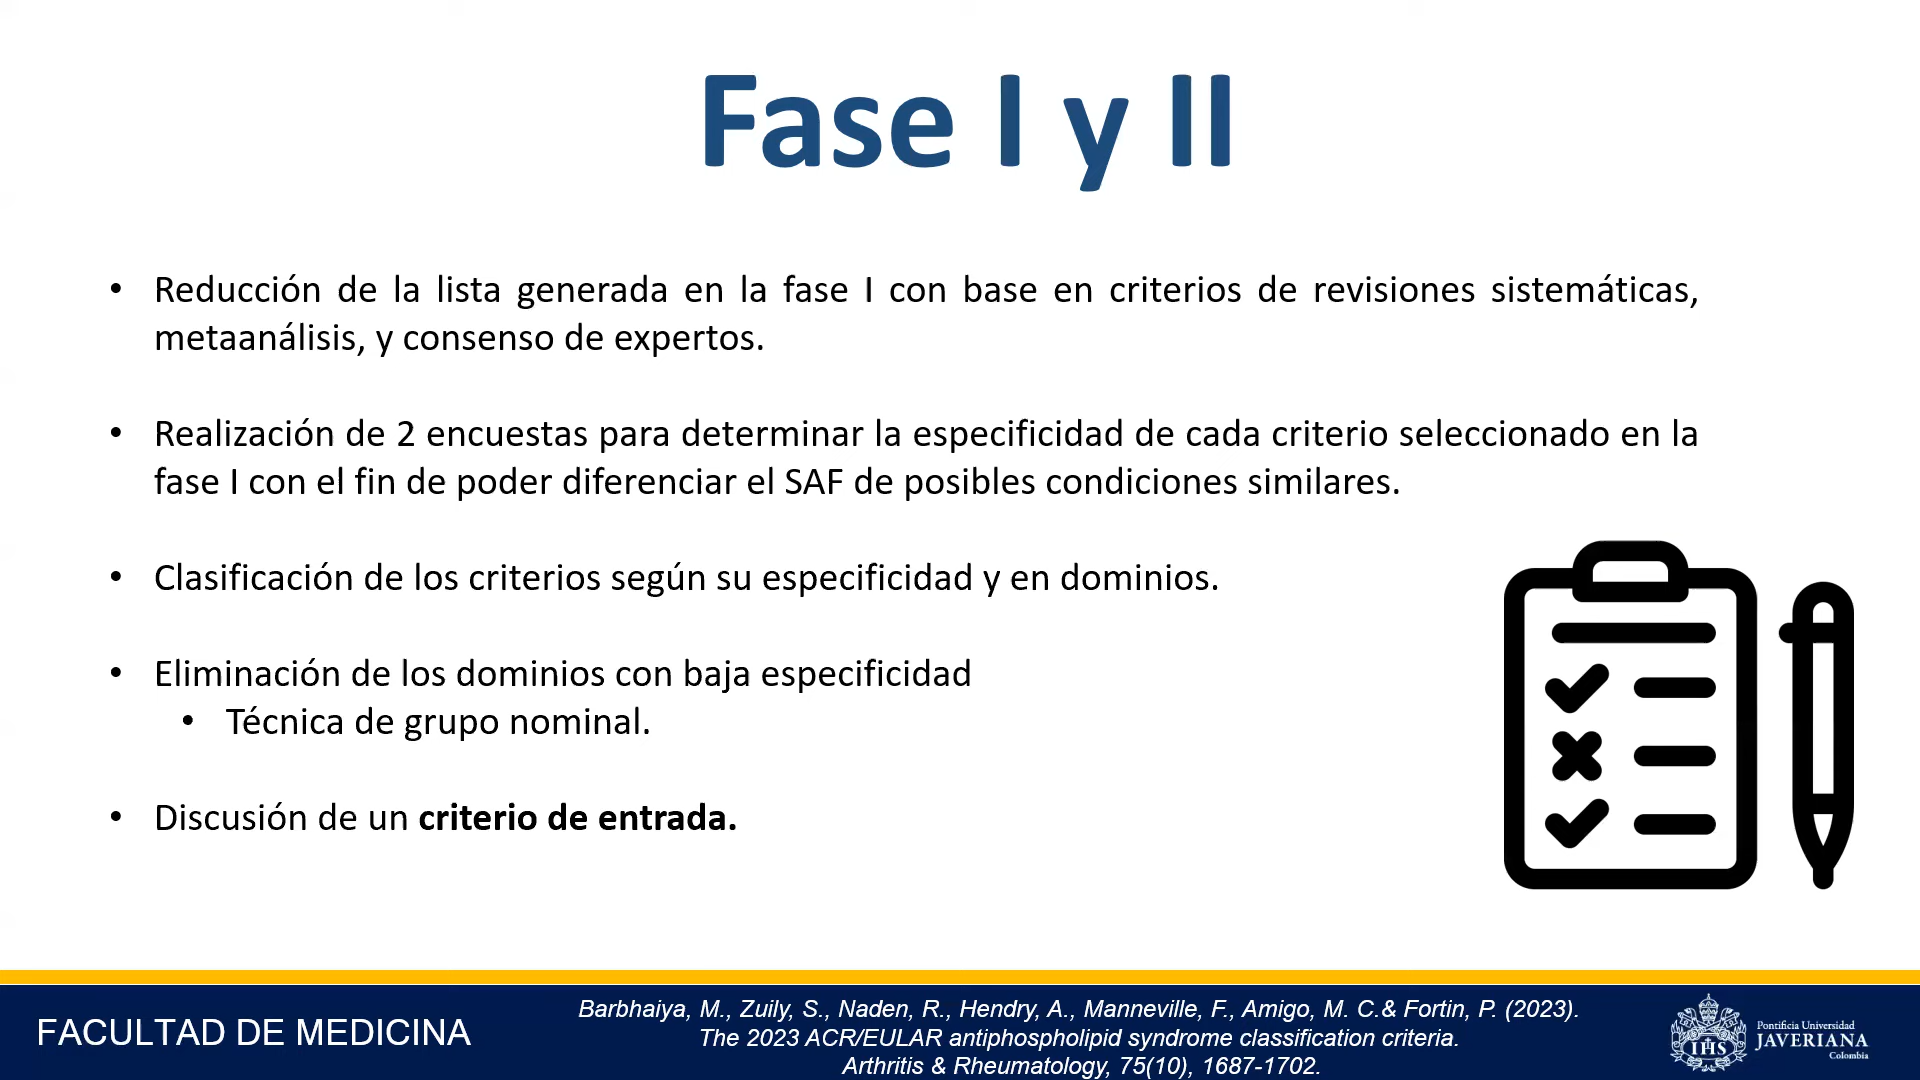 Fase I y II
• Reducción de la lista generada en la fase I con base en criterios de revisiones sistemáticas,
metaanálisis, y consenso de expertos.
• Realización de 2 encuestas para determinar la especificidad de cada criterio seleccionado en la
fase I con el fin de poder diferenciar el SAF de posibles condiciones similares.
• Clasificación de los criterios según su especificidad y en dominios.
• Eliminación de los dominios con baja especificidad
• Técnica de grupo nominal.
• Discusión de un criterio de entrada.
FACULTAD DE MEDICINA
Barbhaiya, M., Zuily, S., Naden, R., Hendry, A., Manneville, F., Amigo, M. C.& Fortin, P. (2023).
The 2023 ACR/EULAR antiphospholipid syndrome classification criteria.
Arthritis & Rheumatology, 75(10), 1687-1702.
IHS
Pontificia Universidad
JAVERIANA
Colombia